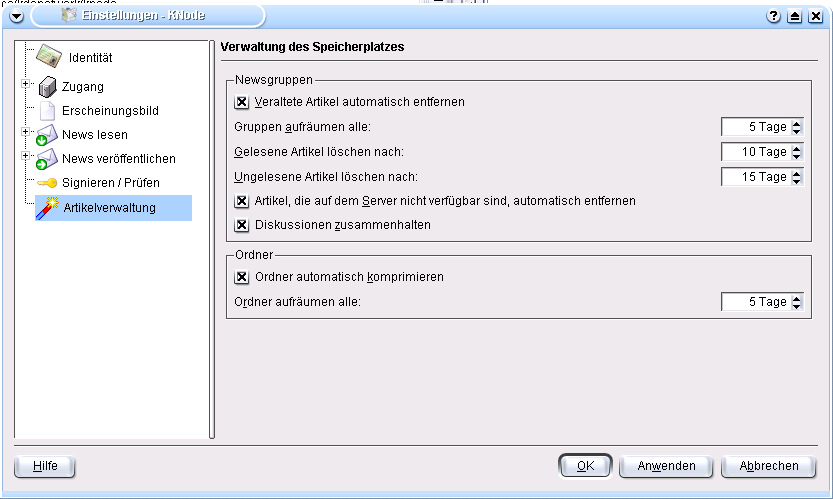 Einstellungen - KNode
Identität
Zugang
Erscheinungsbild
News lesen
News veröffentlichen
Signieren / Prüfen
Artikelverwaltung
Verwaltung des Speicherplatzes
Newsgruppen
Veraltete Artikel automatisch entfernen
Gruppen aufräumen alle: 5 Tage
Gelesene Artikel löschen nach: 10 Tage
Ungelesene Artikel löschen nach: 15 Tage
Artikel, die auf dem Server nicht verfügbar sind, automatisch entfernen
Diskussionen zusammenhalten
Ordner
Ordner automatisch komprimieren
Ordner aufräumen alle: 5 Tage
Hilfe OK Anwenden Abbrechen